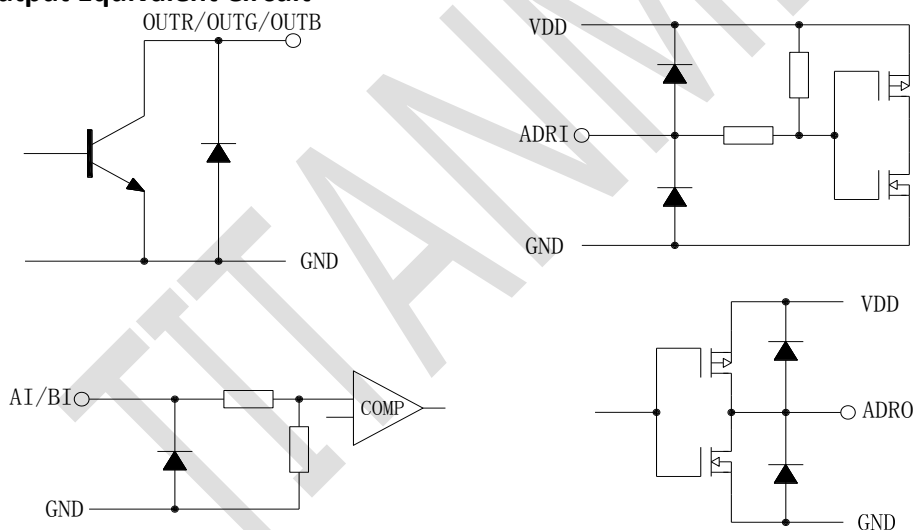 Output Equivalent Circuit
OUTR/OUTG/OUTB
GND
VDD
ADRI
GND
AI/BI
COMP
GND
VDD
ADRO
GND